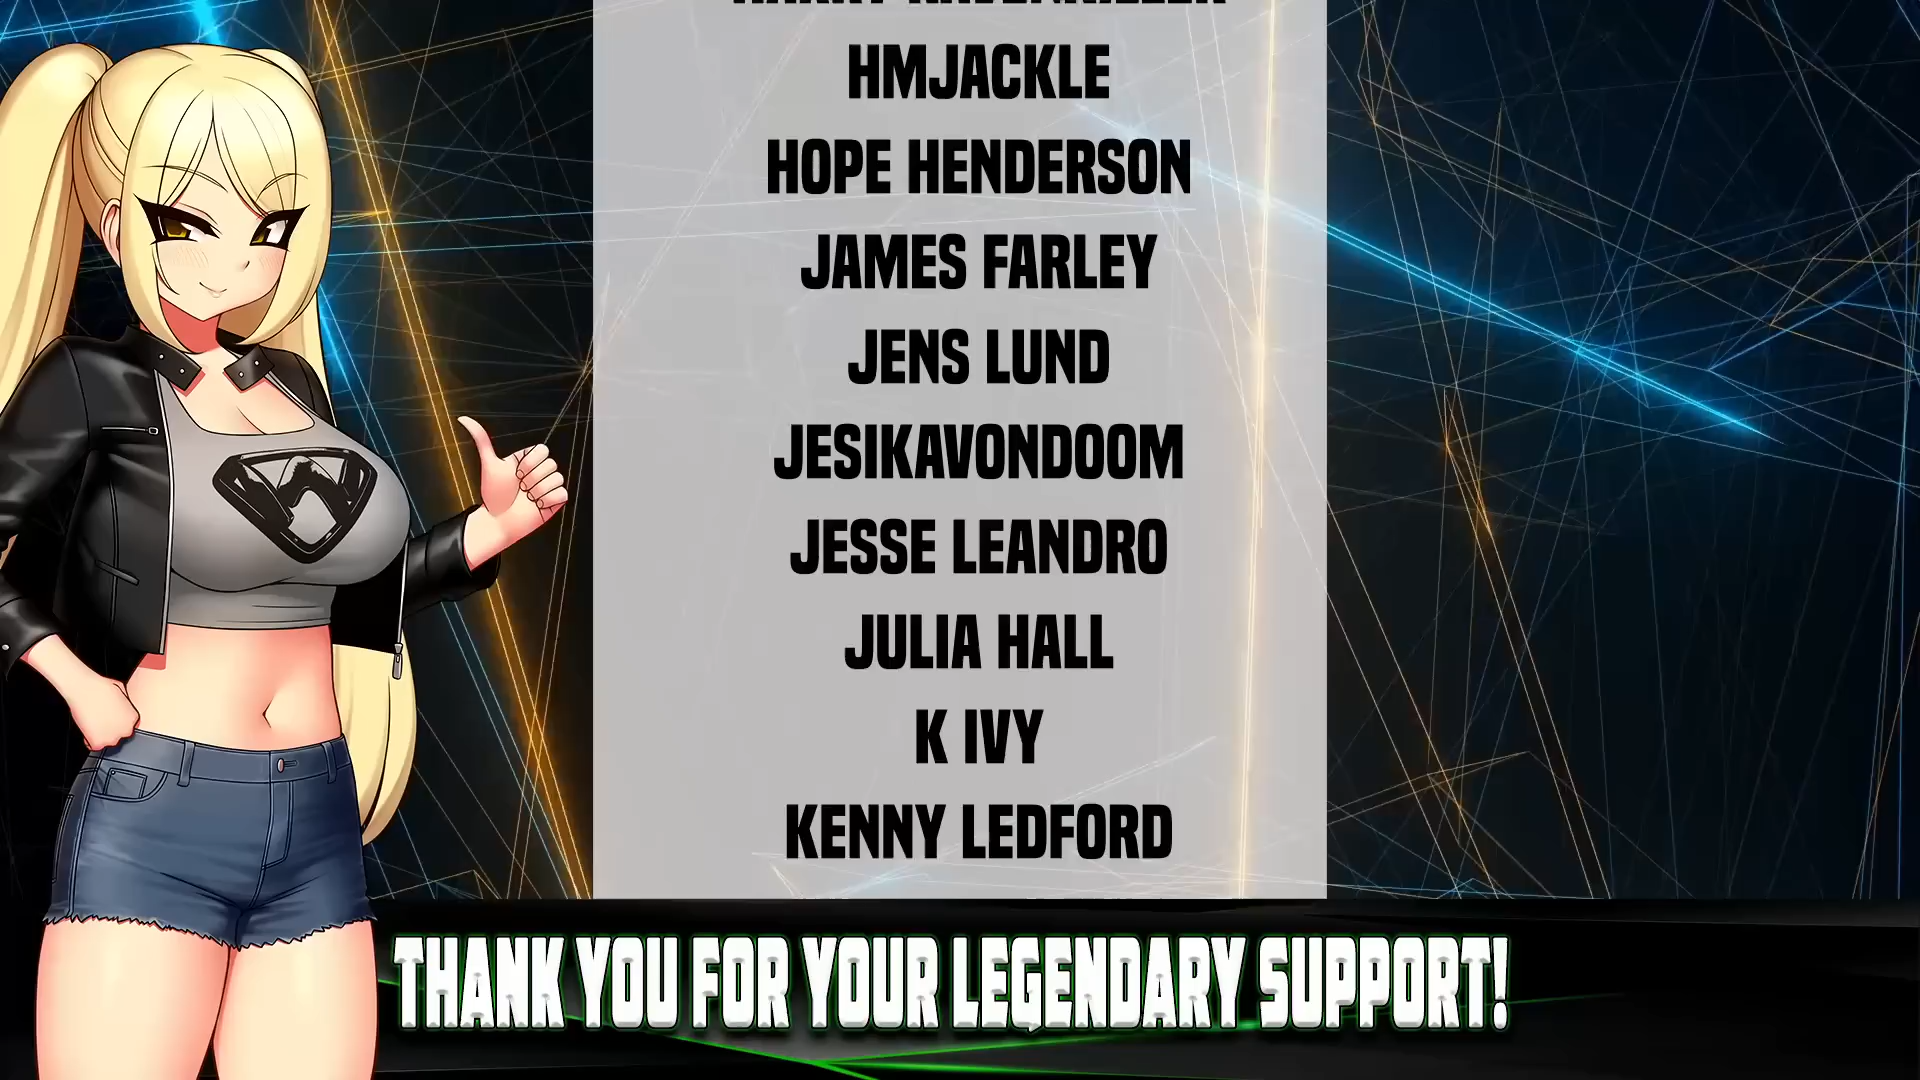 HMJACKLE
HOPE HENDERSON
JAMES FARLEY
JENS LUND
JESIKAVONDOOM
JESSE LEANDRO
JULIA HALL
K IVY
KENNY LEDFORD
THANK YOU FOR YOUR LEGENDARY SUPPORT!